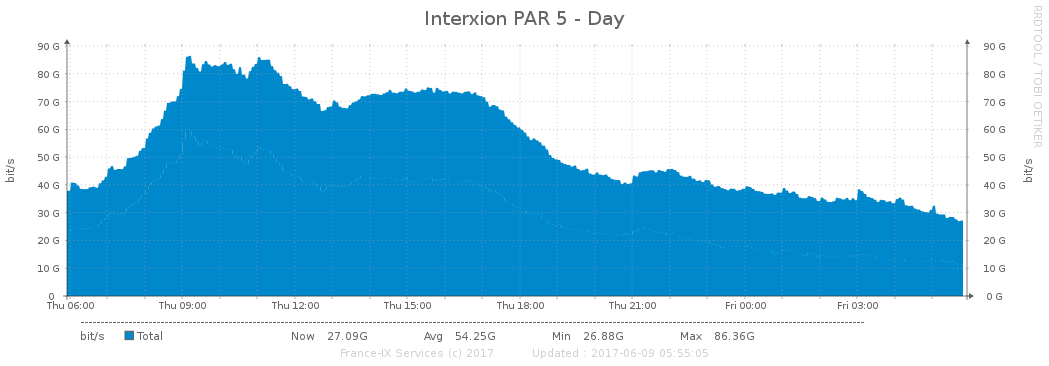 Interxion PAR 5 - Day
RRDTOOL / TOBI OETIKER
bit/s
90 G
80 G
70 G
60 G
50 G
40 G
30 G
20 G
10 G
0
90 G
80 G
70 G
60 G
50 G
40 G
30 G
20 G
10 G
0 G
bit/s
Thu 06:00 Thu 09:00 Thu 12:00 Thu 15:00 Thu 18:00 Thu 21:00 Fri 00:00 Fri 03:00
bit/s Total Now 27.09G Avg 54.25G Min 26.88G Max 86.36G
France-IX Services (c) 2017 Updated : 2017-06-09 05:55:05